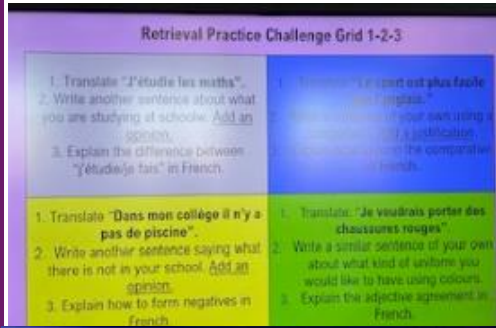 Retrieval Practice Challenge Grid 1-2-3
1. Translate "J'étudie les maths".
2. Write another sentence about what
you are studying at schoolw. Add an
opinion.
3. Explain the difference between
"j'étudie/je fais" in French.
1. Translate "Le sport est plus facile
que l'anglais."
2. of your own using a
a justification.
3. the comparative
in French.
1. Translate "Dans mon collège il n'y a
pas de piscine".
2. Write another sentence saying what
there is not in your school. Add an
opinion.
3. Explain how to form negatives in
French.
1. Translate: "Je voudrais porter des
chaussures rouges"
2. Write a similar sentence of your own
about what kind of uniform you
would like to have using colours.
3. Explain the adjective agreement in
French.